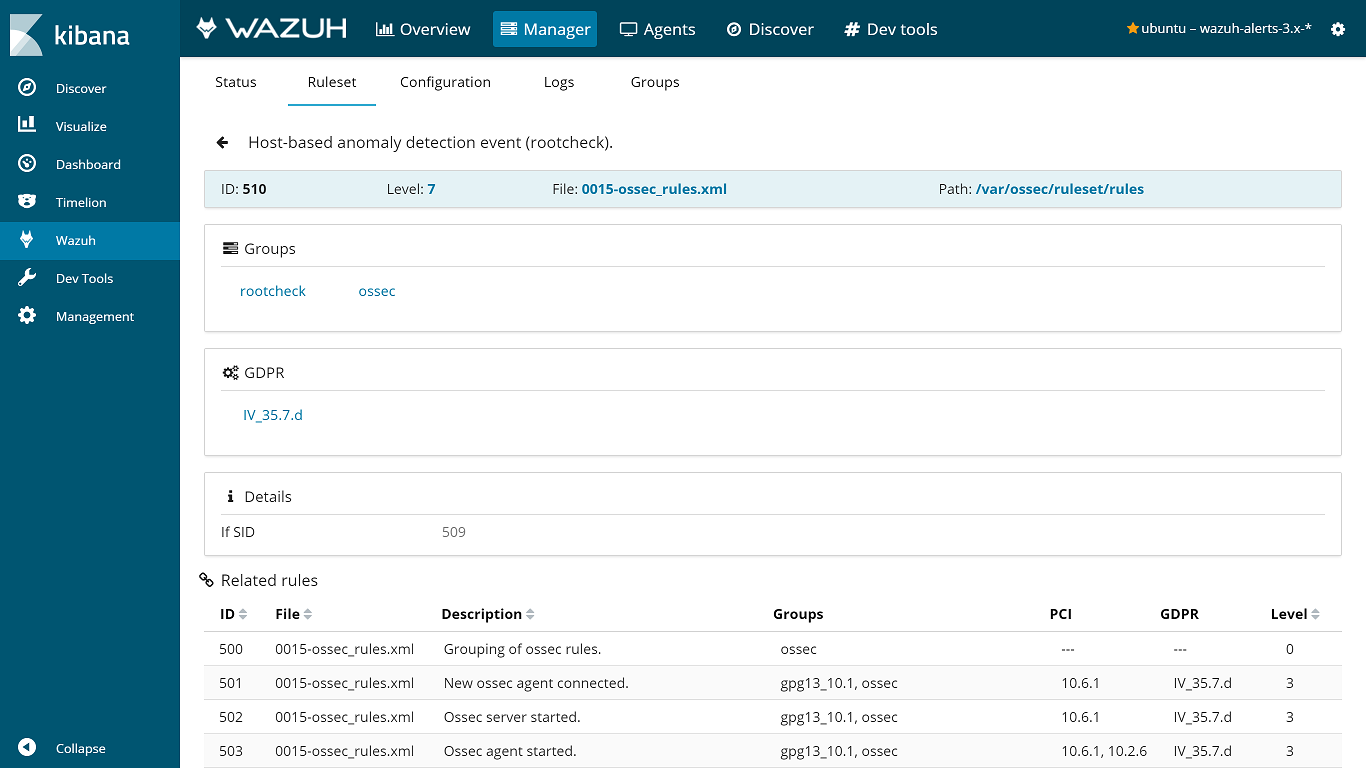 kibana
Discover
Visualize
Dashboard
Timelion
Wazuh
Dev Tools
Management
Collapse
WAZUH Overview Manager Agents Discover Dev tools ubuntu – wazuh-alerts-3.x-*
Status Ruleset Configuration Logs Groups
Host-based anomaly detection event (rootcheck).
ID: 510 Level: 7 File: 0015-ossec_rules.xml Path: /var/ossec/ruleset/rules
Groups
rootcheck ossec
GDPR
IV_35.7.d
Details
If SID 509
Related rules
ID File Description Groups PCI GDPR Level
500 0015-ossec_rules.xml Grouping of ossec rules. ossec --- --- 0
501 0015-ossec_rules.xml New ossec agent connected. gpg13_10.1, ossec 10.6.1 IV_35.7.d 3
502 0015-ossec_rules.xml Ossec server started. gpg13_10.1, ossec 10.6.1 IV_35.7.d 3
503 0015-ossec_rules.xml Ossec agent started. gpg13_10.1, ossec 10.6.1, 10.2.6 IV_35.7.d 3